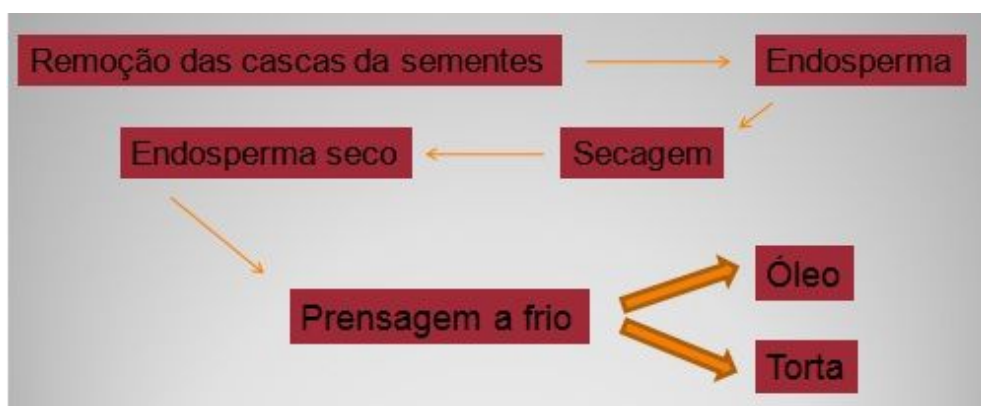 Remoção das cascas da sementes
Endosperma
Secagem
Endosperma seco
Prensagem a frio
Óleo
Torta